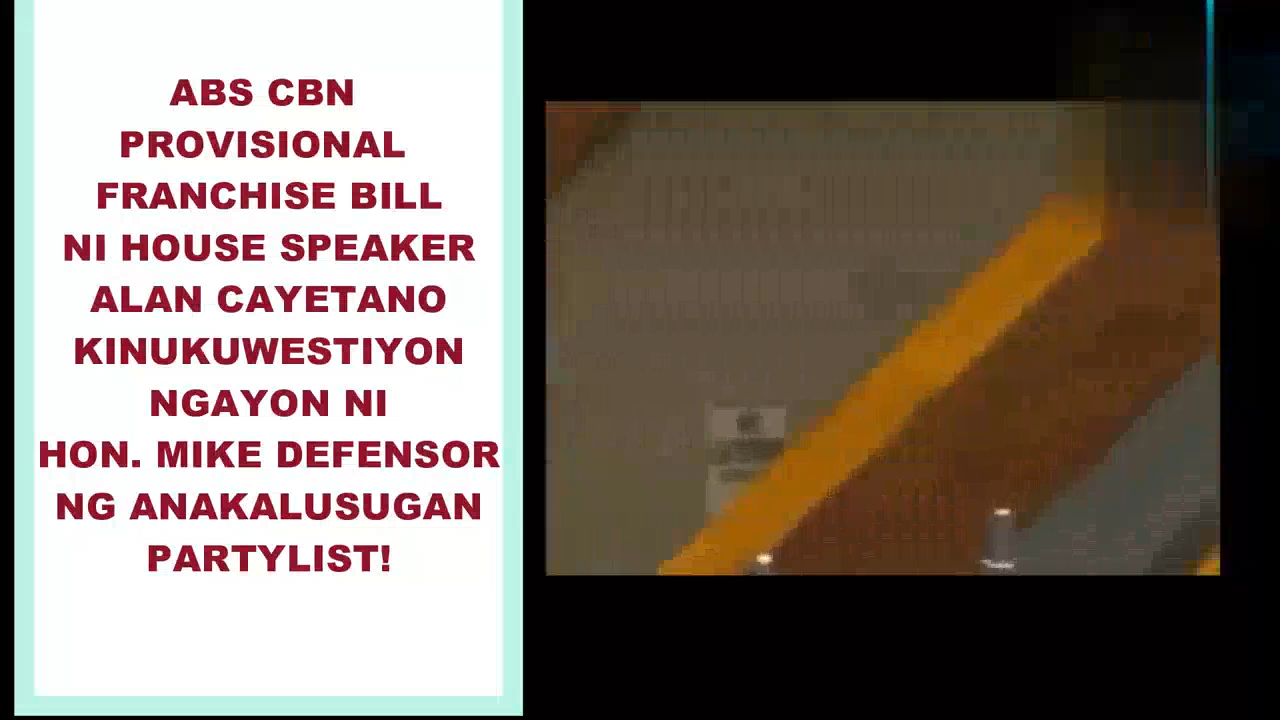 ABS CBN
PROVISIONAL
FRANCHISE BILL
NI HOUSE SPEAKER
ALAN CAYETANO
KINUKUWESTIYON
NGAYON NI
HON. MIKE DEFENSOR
NG ANAKALUSUGAN
PARTYLIST!